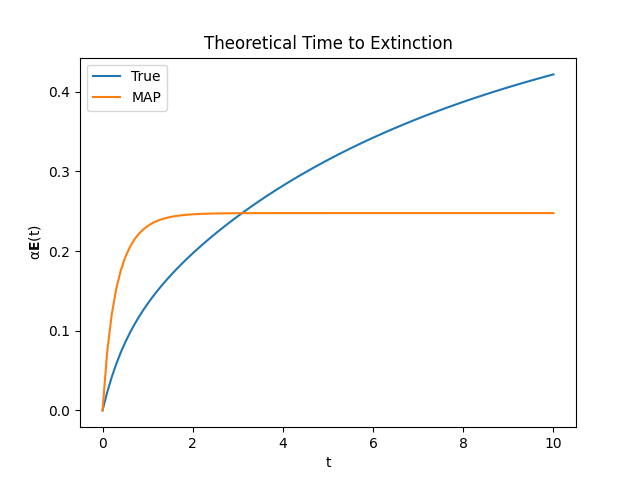 Theoretical Time to Extinction
True
MAP
0.4
0.3
0.2
0.1
0.0
αE(t)
0 2 4 6 8 10
t